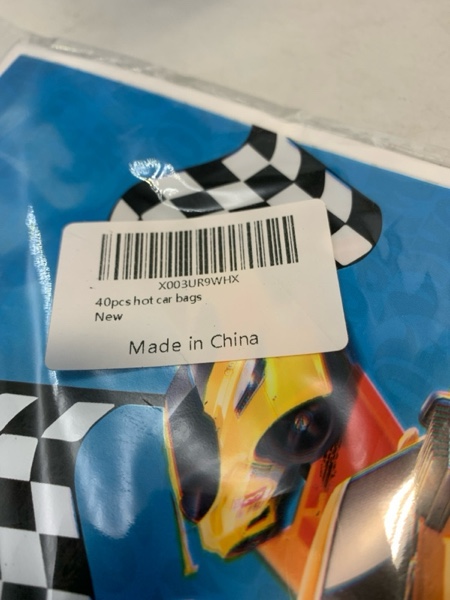 X003UR9WHX
40pcs hot car bags
New
Made in China